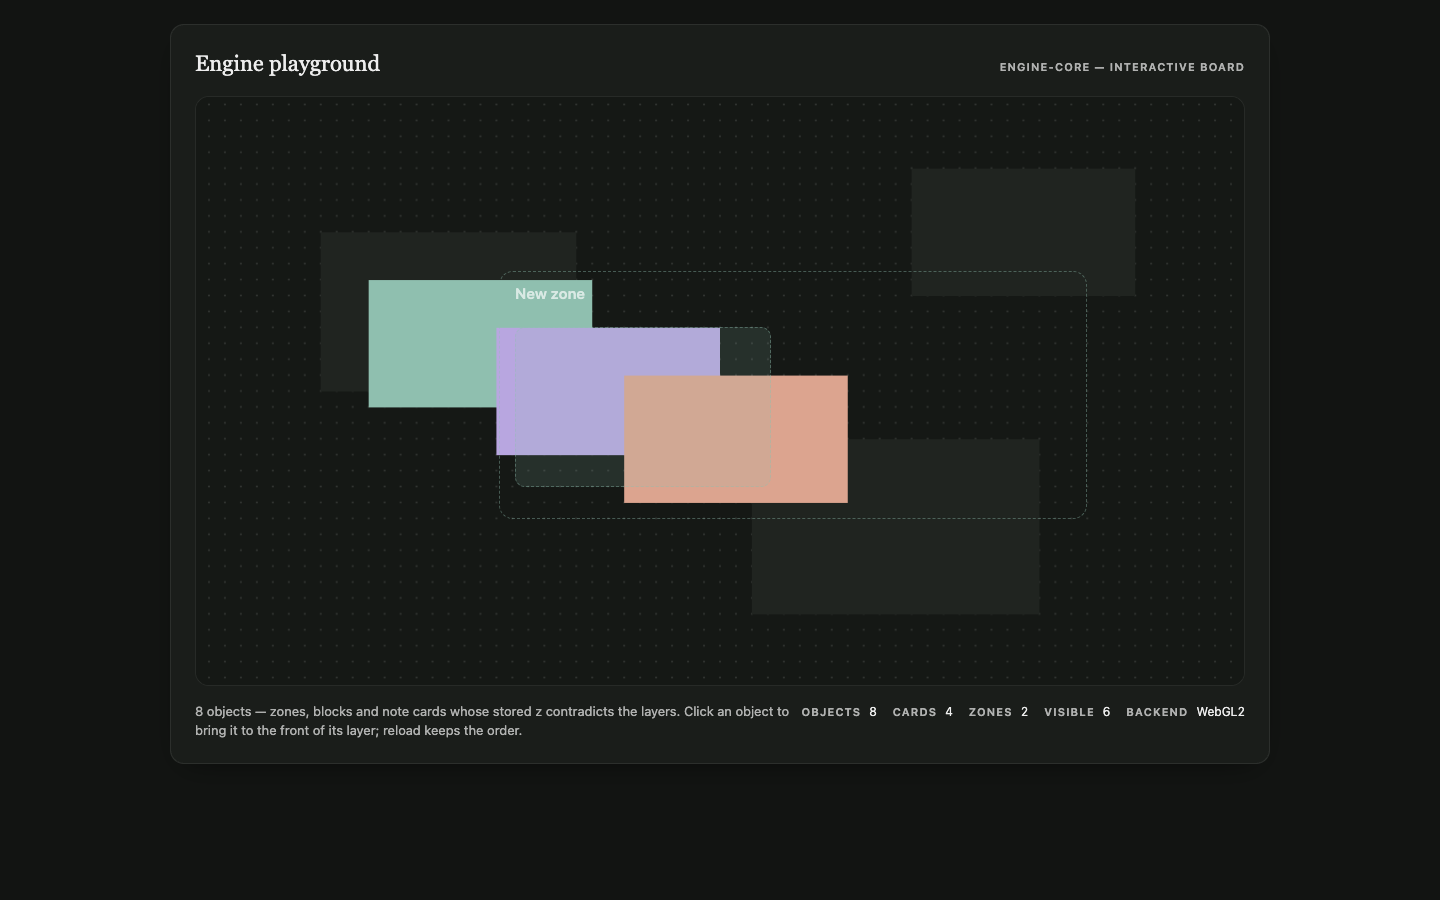 Engine playground
ENGINE-CORE — INTERACTIVE BOARD
New zone
8 objects — zones, blocks and note cards whose stored z contradicts the layers. Click an object to
bring it to the front of its layer; reload keeps the order.
OBJECTS 8 CARDS 4 ZONES 2 VISIBLE 6 BACKEND WebGL2